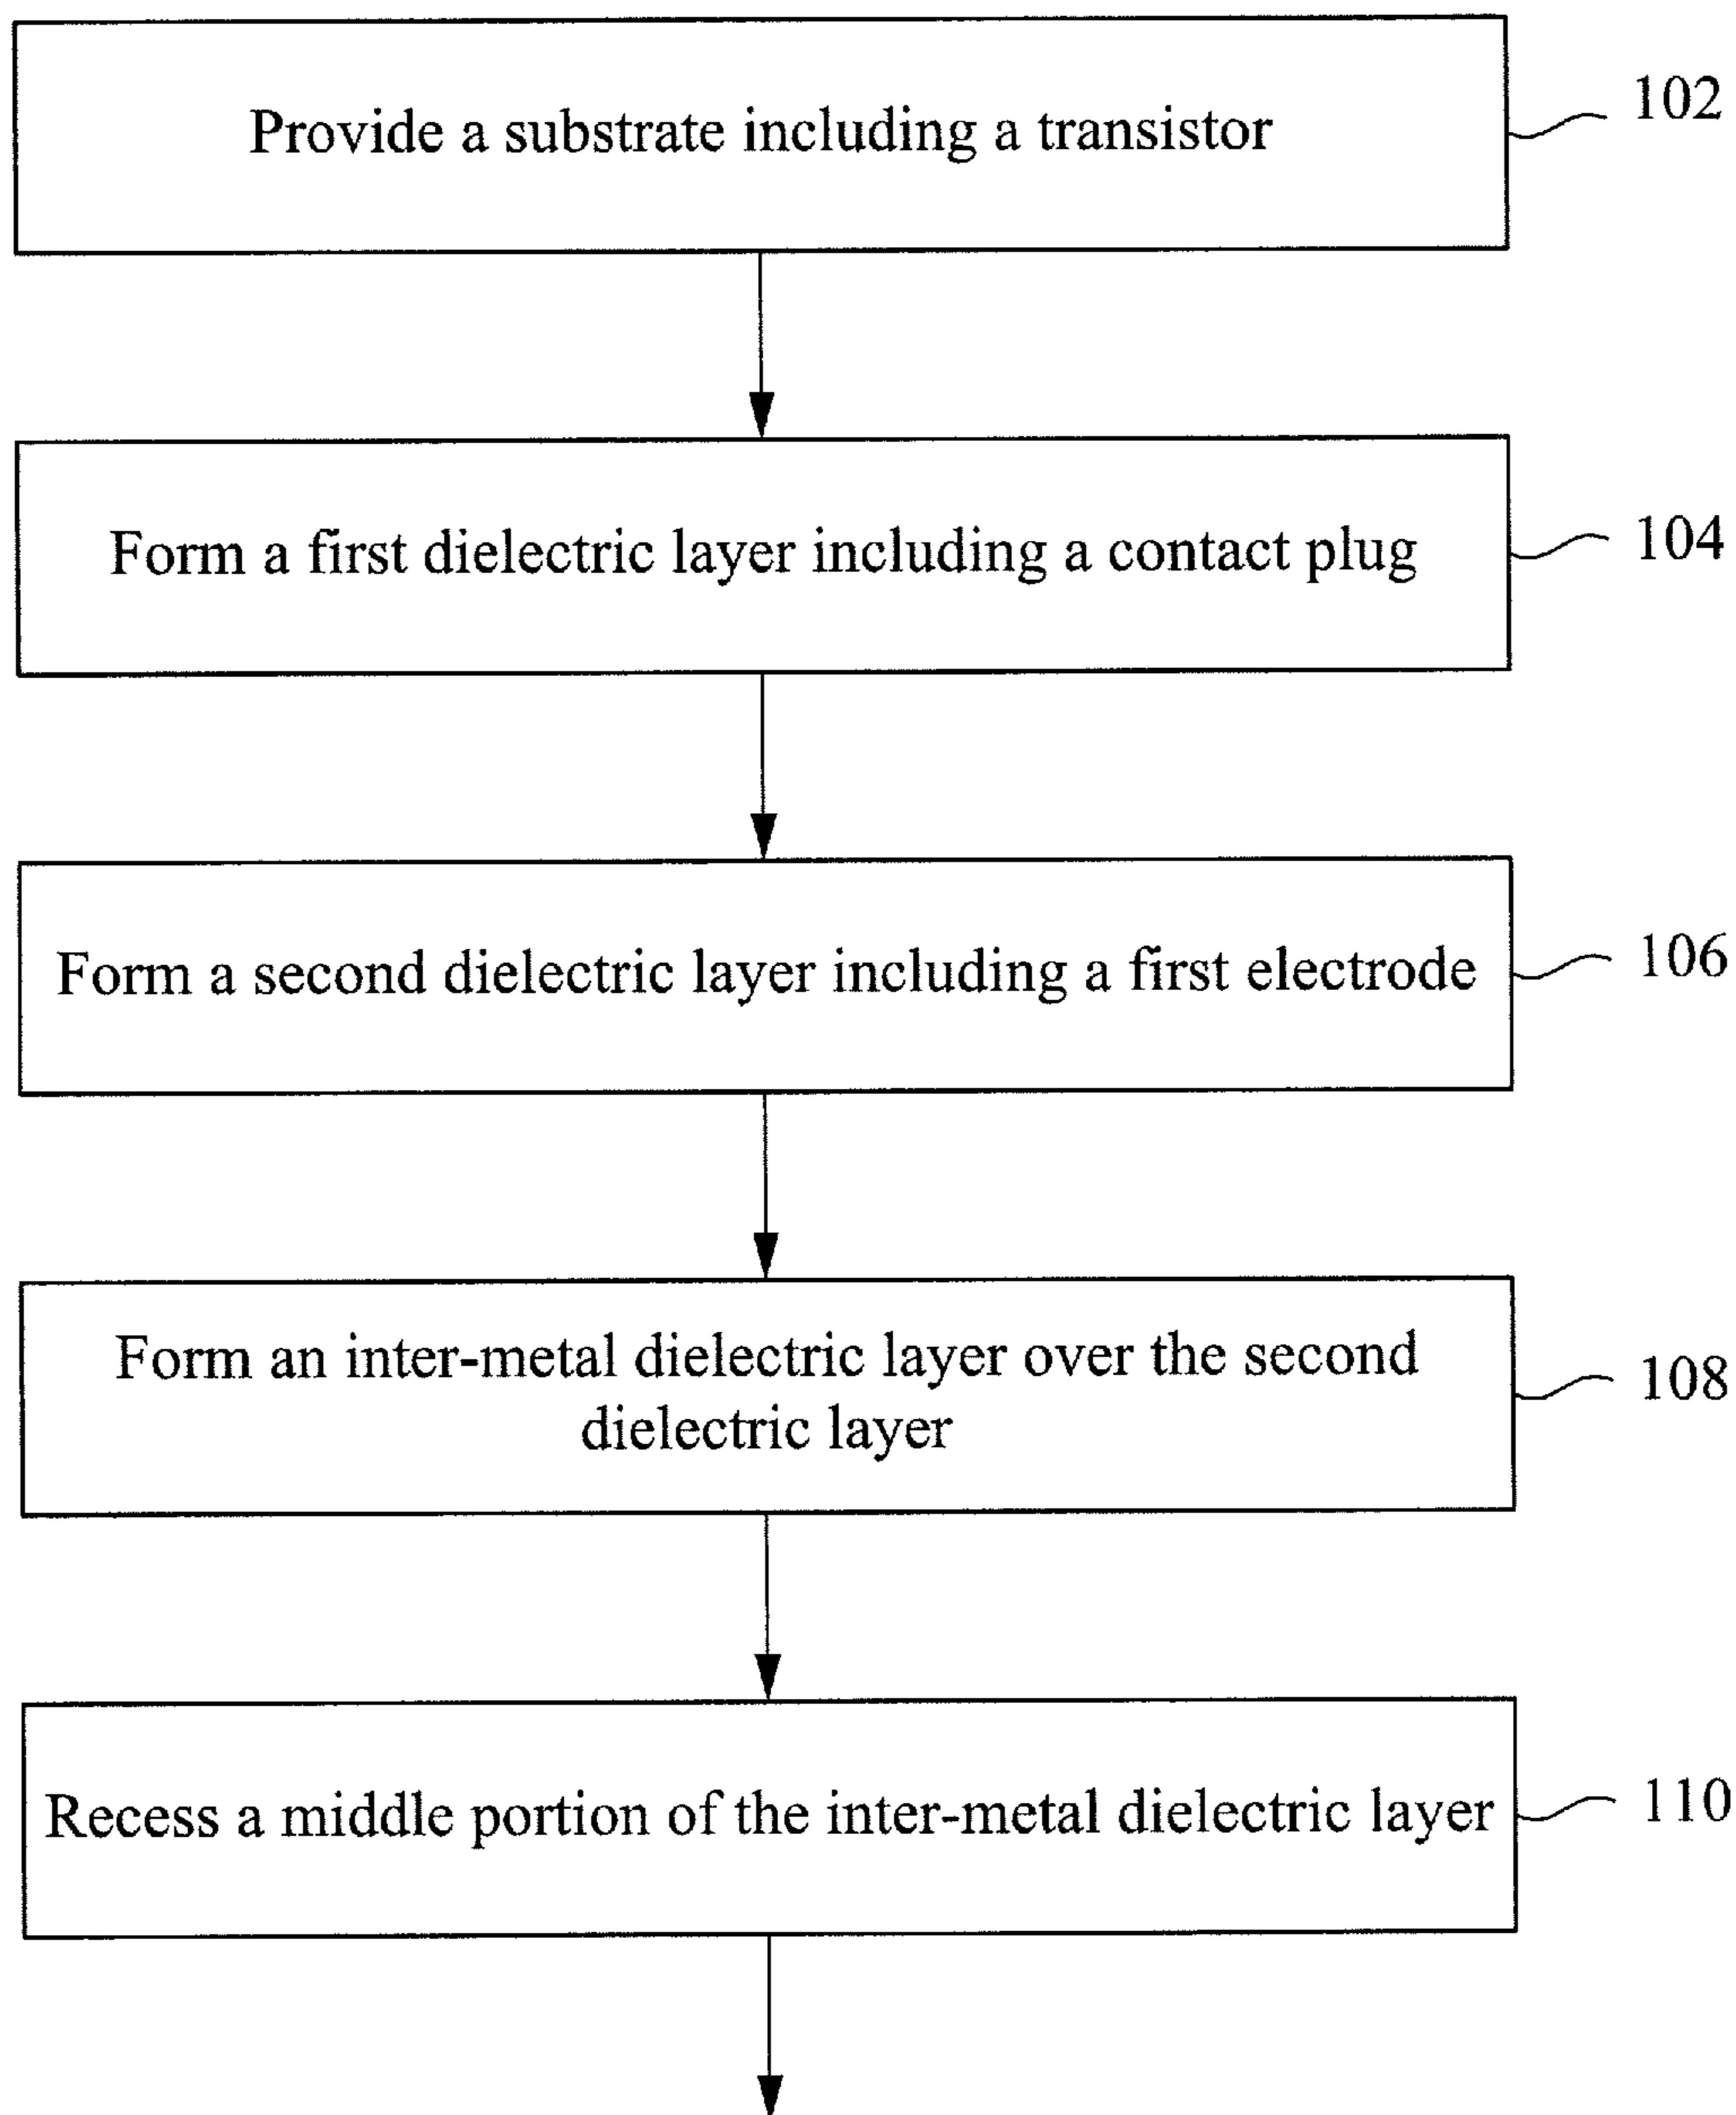 Provide a substrate including a transistor
102
Form a first dielectric layer including a contact plug
104
Form a second dielectric layer including a first electrode
106
Form an inter-metal dielectric layer over the second
dielectric layer
108
Recess a middle portion of the inter-metal dielectric layer
110